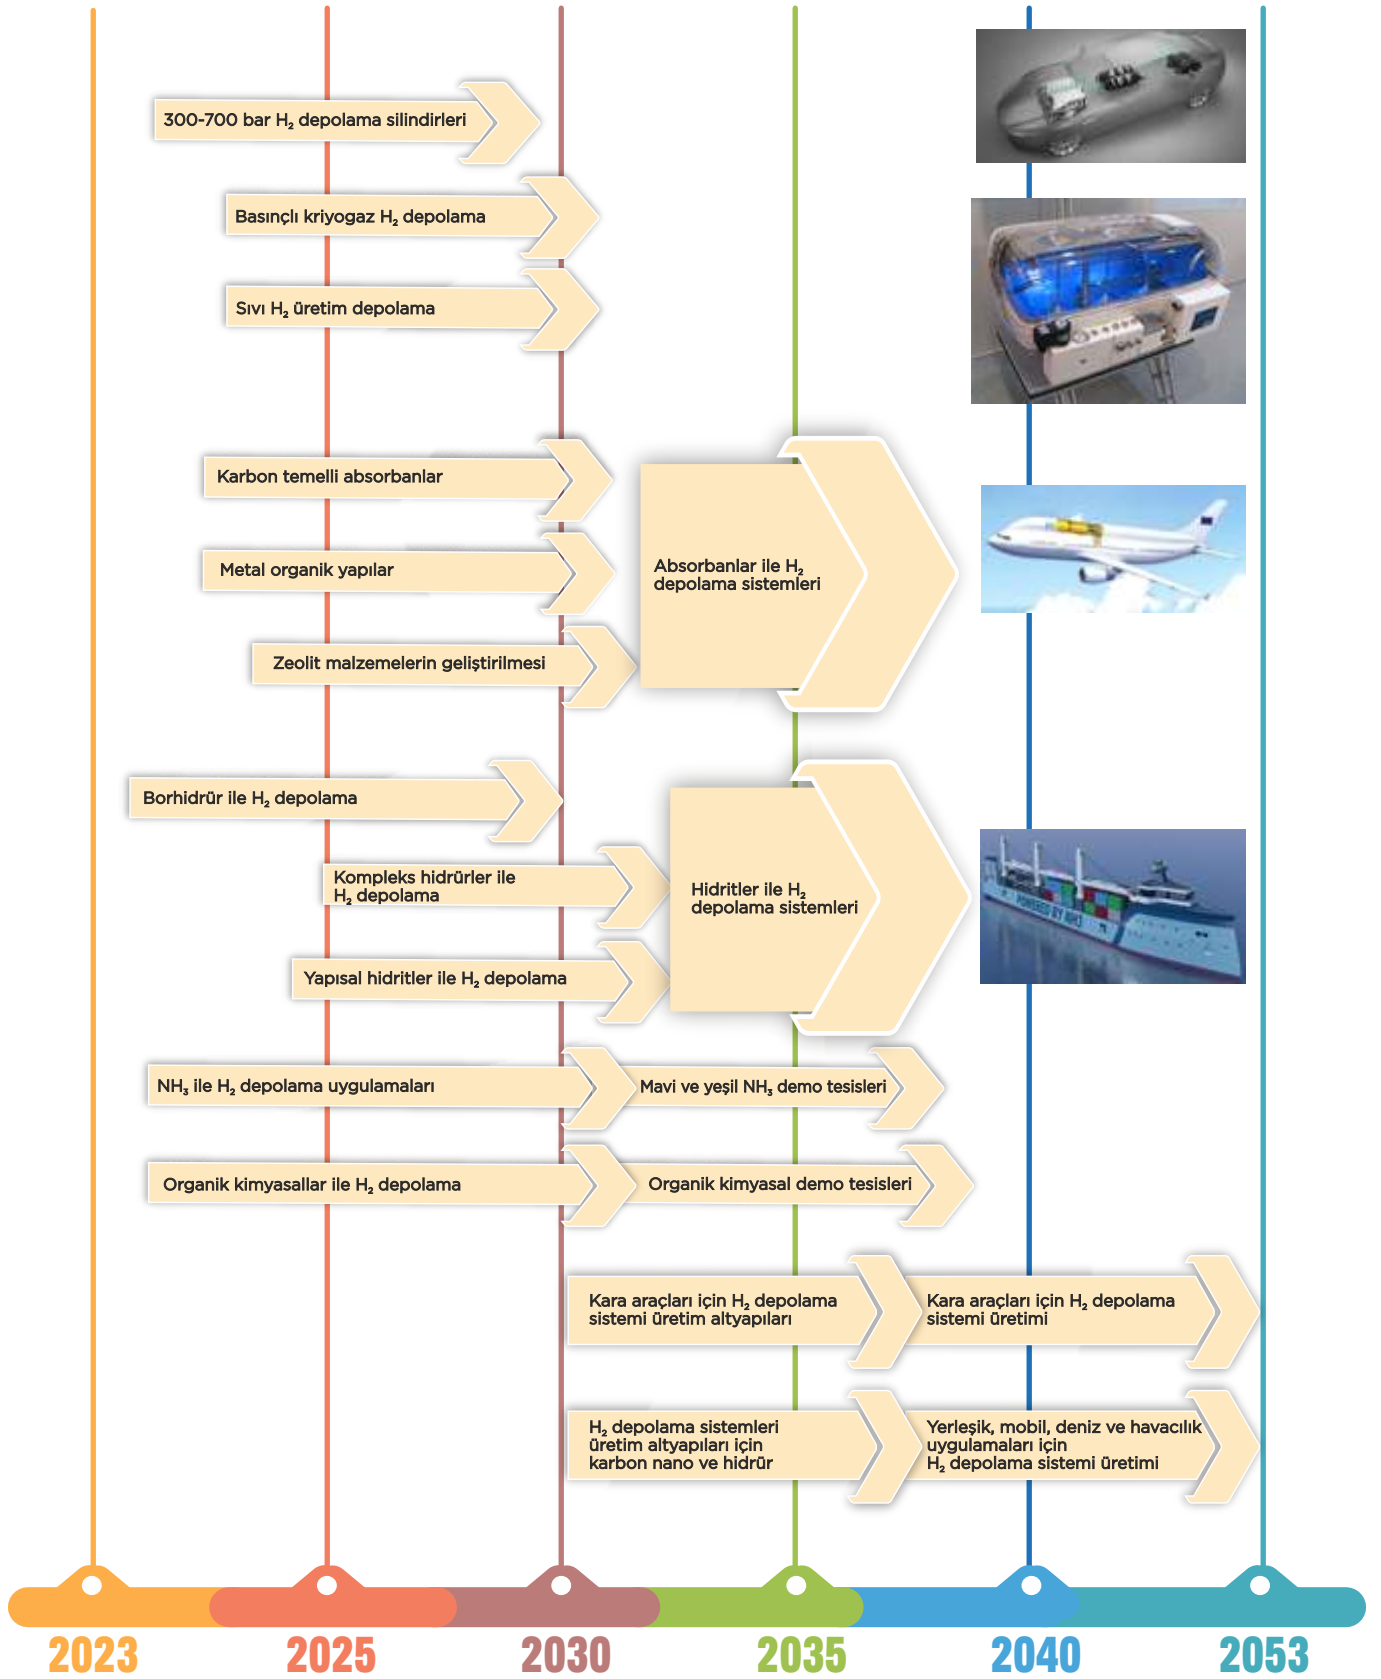 300-700 bar H₂ depolama silindirleri
Basınçlı kriyogaz H₂ depolama
Sıvı H₂ üretim depolama
Karbon temelli absorbanlar
Metal organik yapılar
Zeolit malzemelerin geliştirilmesi
Absorbanlar ile H₂
depolama sistemleri
Borhidrür ile H₂ depolama
Kompleks hidrürler ile
H₂ depolama
Yapısal hidritler ile H₂ depolama
Hidritler ile H₂
depolama sistemleri
POWERED BY
NH₃ ile H₂ depolama uygulamaları
Mavi ve yeşil NH₃ demo tesisleri
Organik kimyasallar ile H₂ depolama
Organik kimyasal demo tesisleri
Kara araçları için H₂ depolama
sistemi üretim altyapıları
Kara araçları için H₂ depolama
sistemi üretimi
H₂ depolama sistemleri
üretim altyapıları için
karbon nano ve hidrür
Yerleşik, mobil, deniz ve havacılık
uygulamaları için
H₂ depolama sistemi üretimi
2023
2025
2030
2035
2040
2053